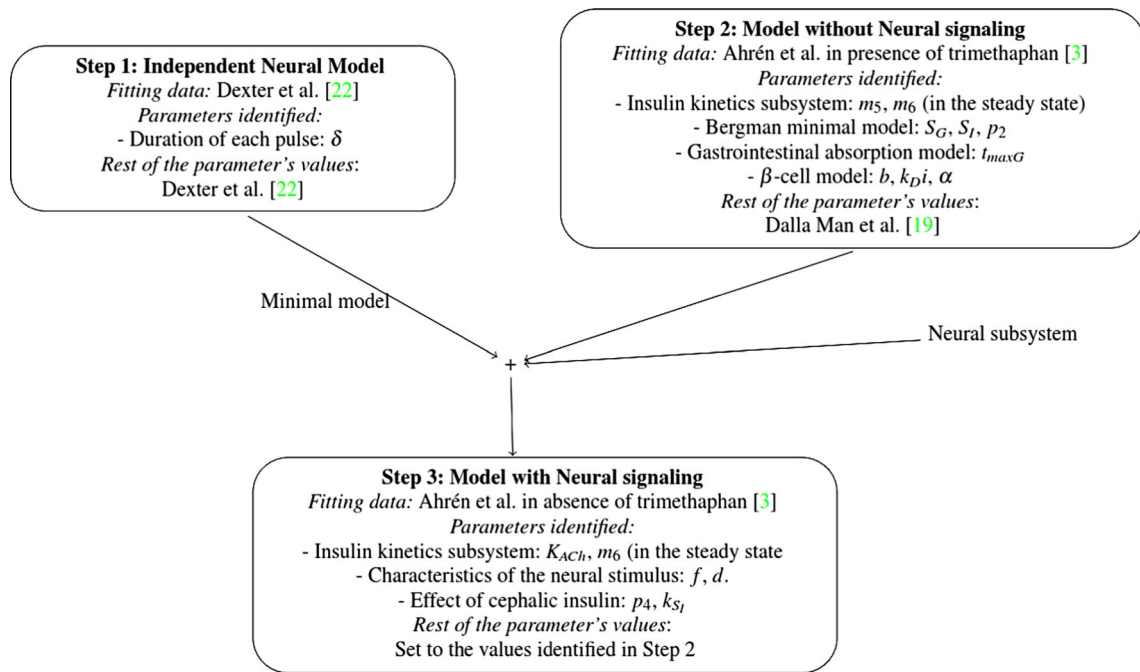 Step 1: Independent Neural Model
Fitting data: Dexter et al. [22]
Parameters identified:
- Duration of each pulse: δ
Rest of the parameter's values:
Dexter et al. [22]
Step 2: Model without Neural signaling
Fitting data: Ahrén et al. in presence of trimethaphan [3]
Parameters identified:
- Insulin kinetics subsystem: m5, m6 (in the steady state)
- Bergman minimal model: SG, SI, p2
- Gastrointestinal absorption model: tmaxG
- β-cell model: b, kDi, α
Rest of the parameter's values:
Dalla Man et al. [19]
Minimal model
Neural subsystem
+
Step 3: Model with Neural signaling
Fitting data: Ahrén et al. in absence of trimethaphan [3]
Parameters identified:
- Insulin kinetics subsystem: KACh, m6 (in the steady state
- Characteristics of the neural stimulus: f, d.
- Effect of cephalic insulin: p4, kSI
Rest of the parameter's values:
Set to the values identified in Step 2